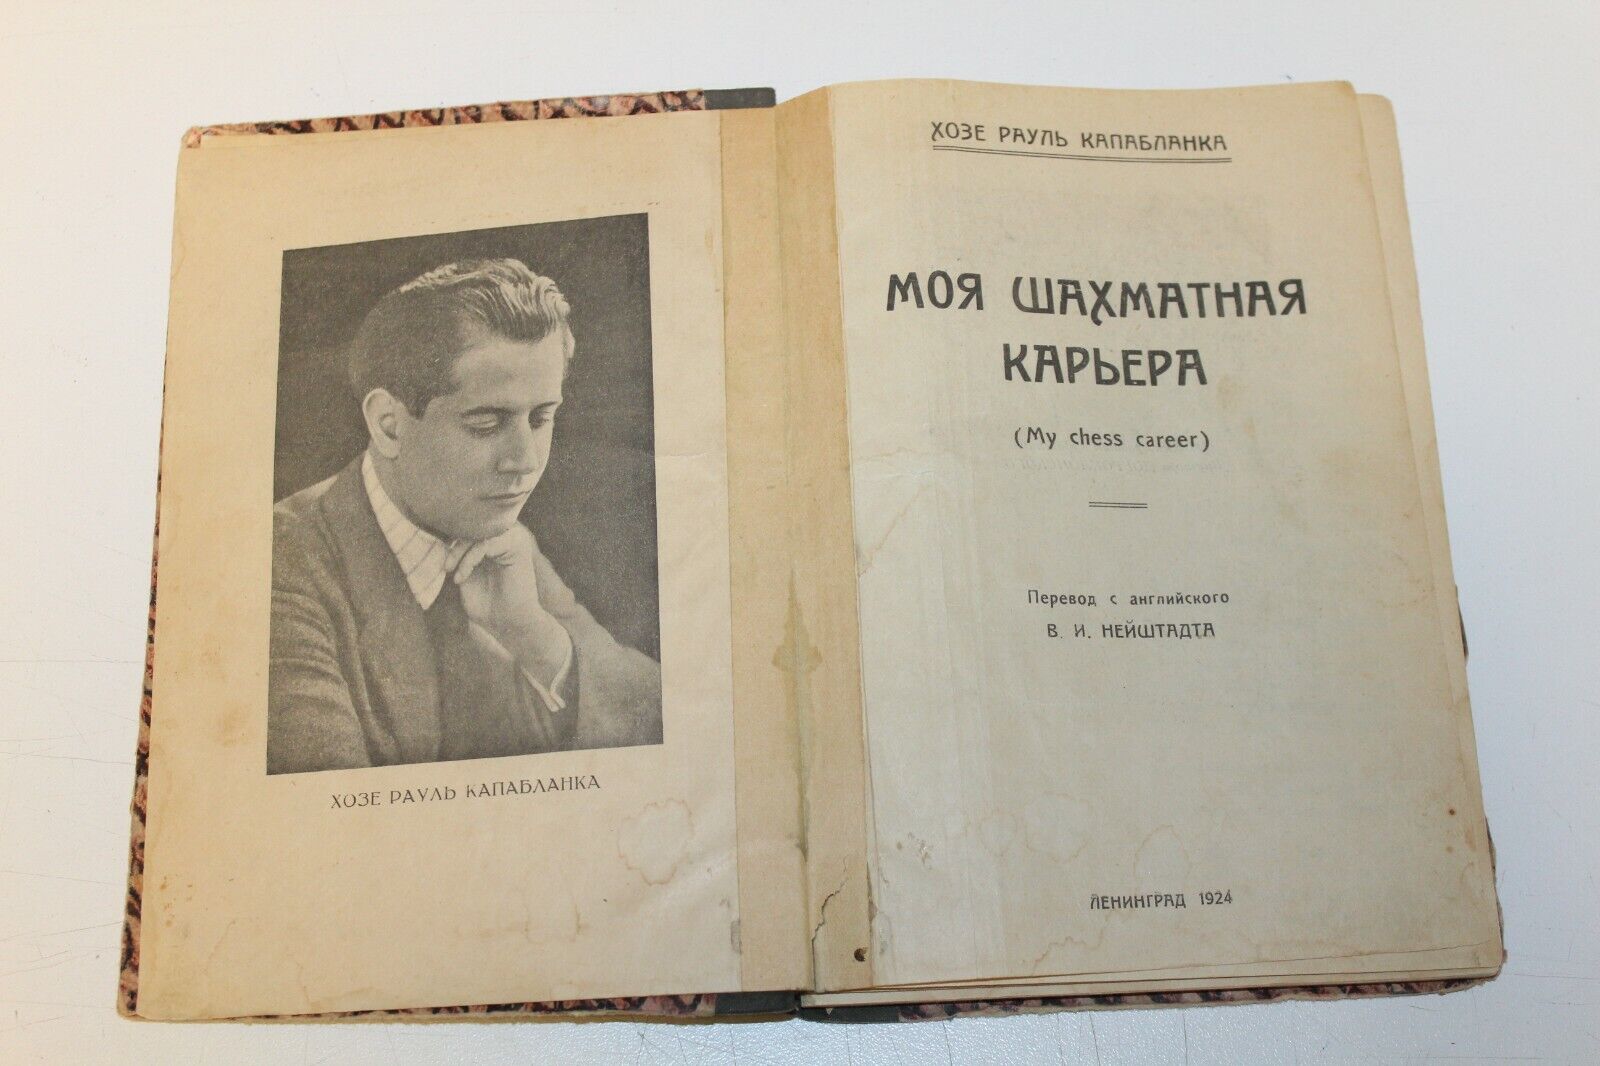 ХОЗЕ РАУЛЬ КАПАБЛАНКА
ХОЗЕ РАУЛЬ КАПАБЛАНКА
МОЯ ШАХМАТНАЯ
КАРЬЕРА
(My chess career)
Перевод с английского
В. И. НЕЙШТАДТА
ЛЕНИНГРАД 1924